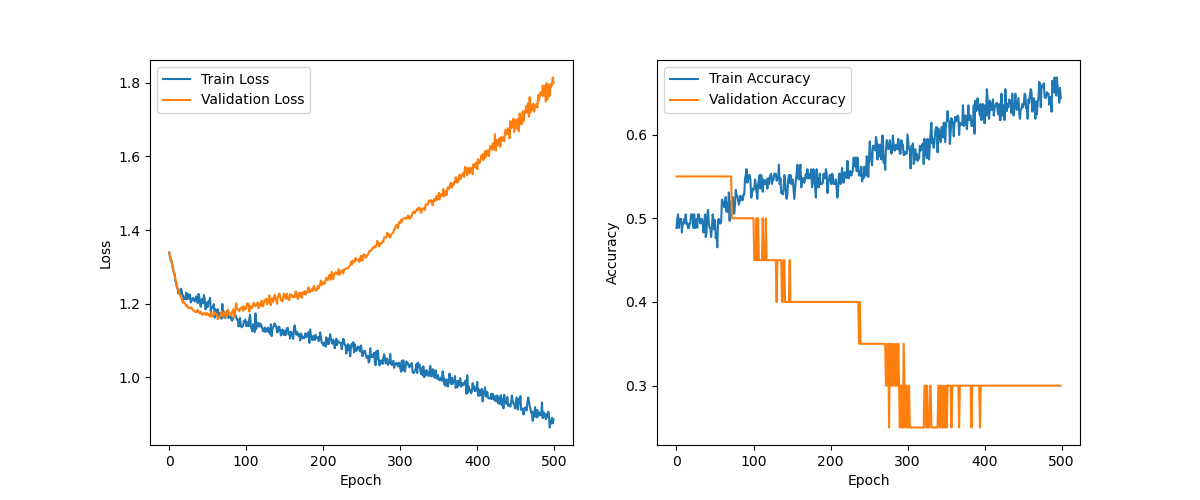 Train Loss
Validation Loss
1.8
1.6
1.4
1.2
1.0
Loss
0
100
200
300
400
500
Epoch
Train Accuracy
Validation Accuracy
0.6
0.5
0.4
0.3
Accuracy
0
100
200
300
400
500
Epoch